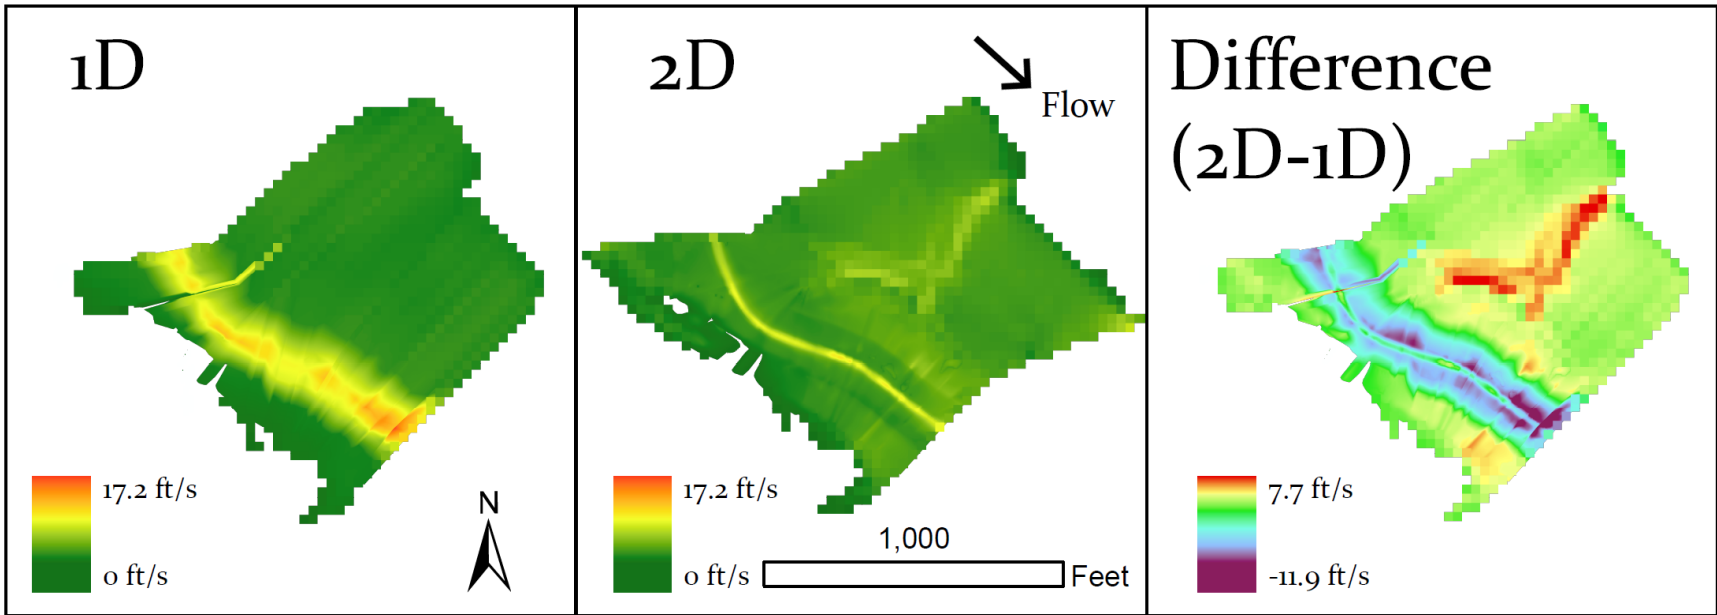 1D
17.2 ft/s
0 ft/s
N
2D
Flow
17.2 ft/s
0 ft/s
1,000
Feet
Difference
(2D-1D)
7.7 ft/s
-11.9 ft/s